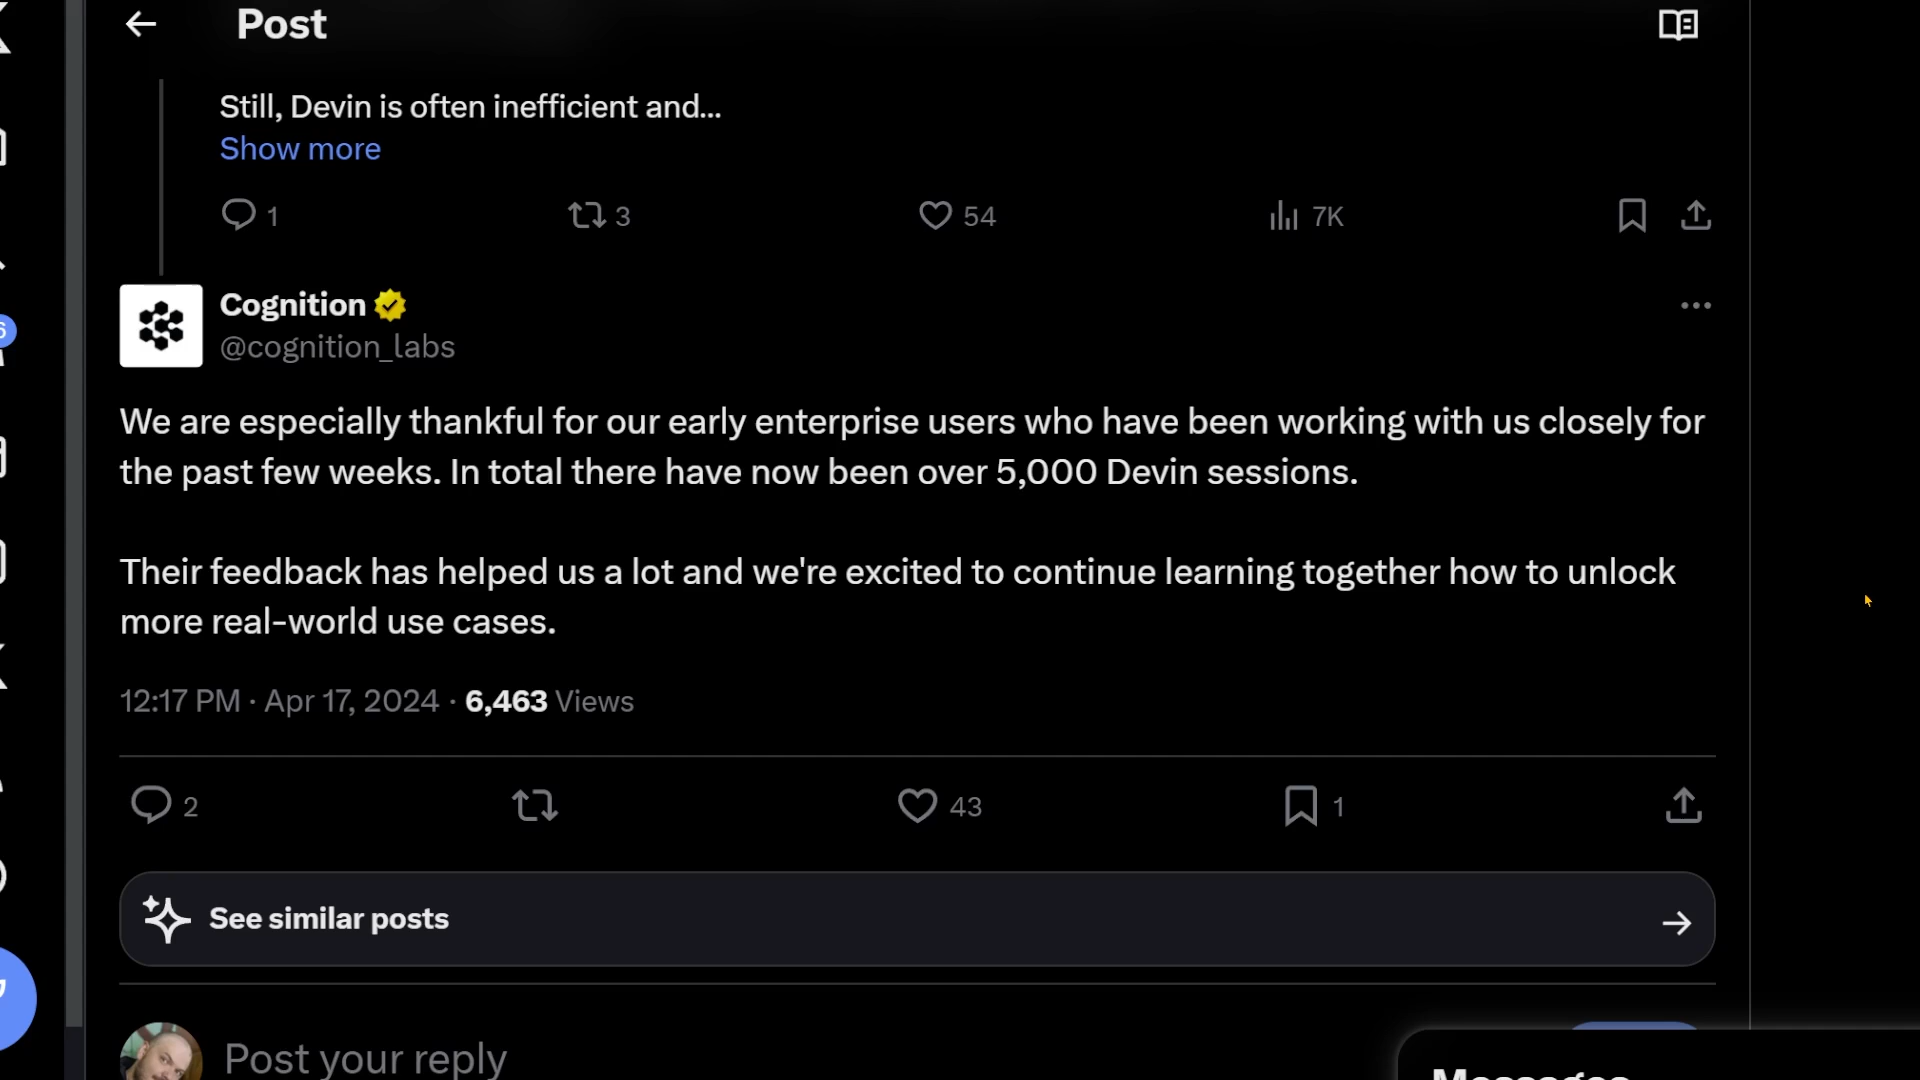 Post
Still, Devin is often inefficient and...
Show more
1 3 54 7K
Cognition
@cognition_labs
We are especially thankful for our early enterprise users who have been working with us closely for
the past few weeks. In total there have now been over 5,000 Devin sessions.
Their feedback has helped us a lot and we're excited to continue learning together how to unlock
more real-world use cases.
12:17 PM · Apr 17, 2024 · 6,463 Views
2 43 1
See similar posts
Post your reply
Messages